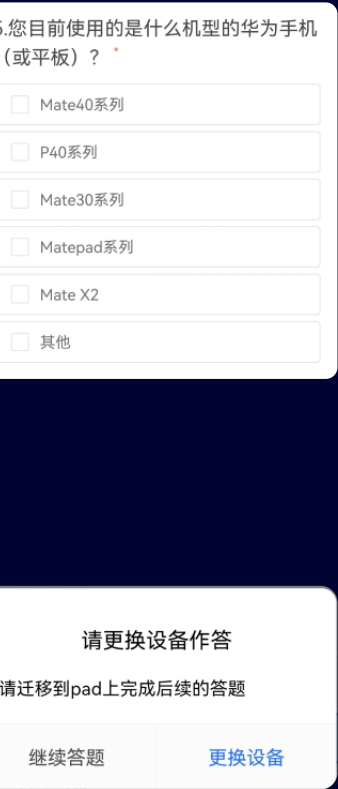 5.您目前使用的是什么机型的华为手机
（或平板）？ *
Mate40系列
P40系列
Mate30系列
Matepad系列
Mate X2
其他
请更换设备作答
请迁移到pad上完成后续的答题
继续答题
更换设备